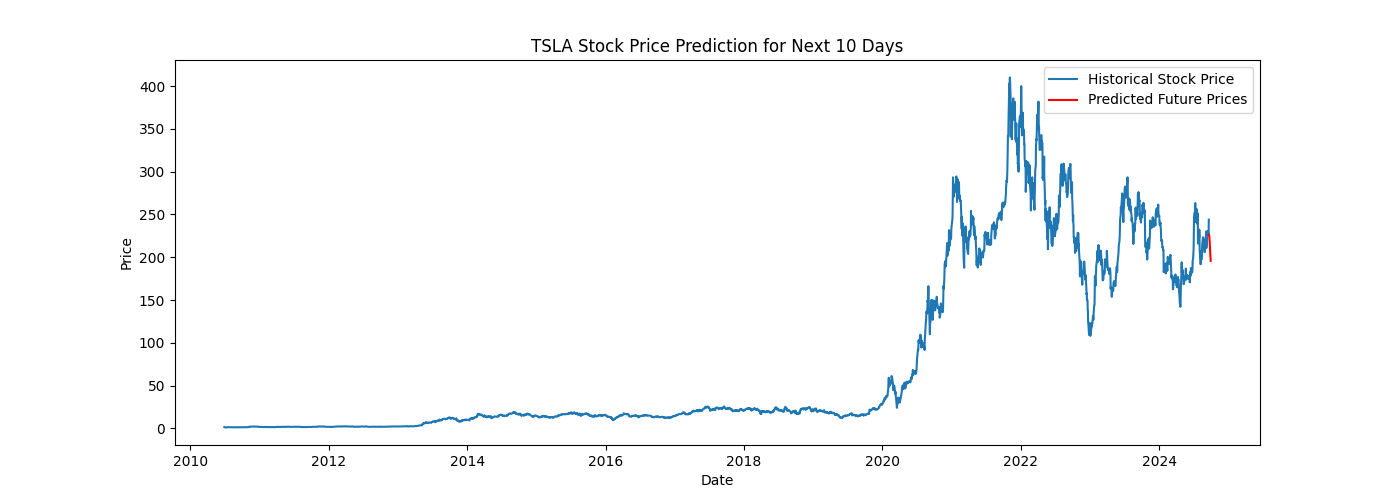 TSLA Stock Price Prediction for Next 10 Days
Historical Stock Price
Predicted Future Prices
Price
400
350
300
250
200
150
100
50
0
2010 2012 2014 2016 2018 2020 2022 2024
Date